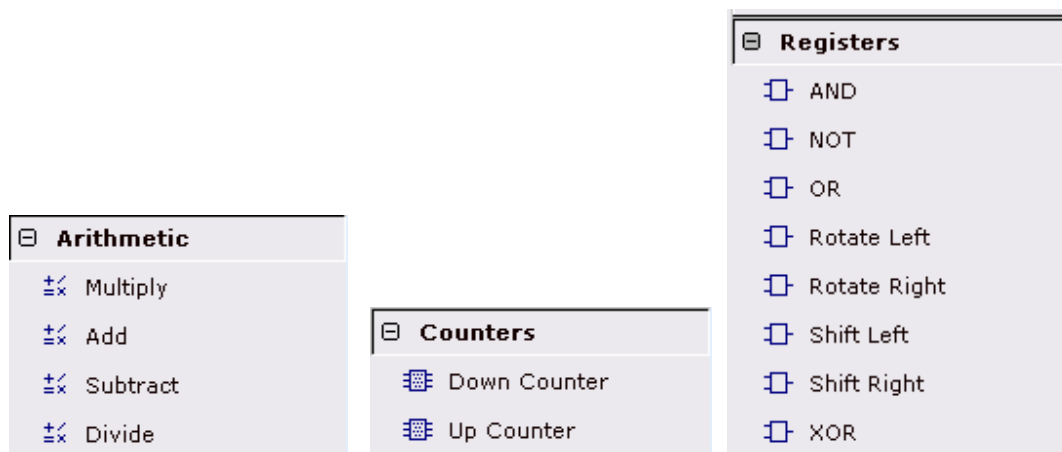 Arithmetic
Multiply
Add
Subtract
Divide
Counters
Down Counter
Up Counter
Registers
AND
NOT
OR
Rotate Left
Rotate Right
Shift Left
Shift Right
XOR